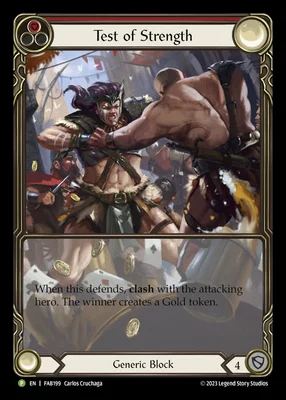 Test of Strength
When this defends, clash with the attacking
hero. The winner creates a Gold token.
Generic Block
4
P EN | FAB199 Carlos Cruchaga
© 2023 Legend Story Studios